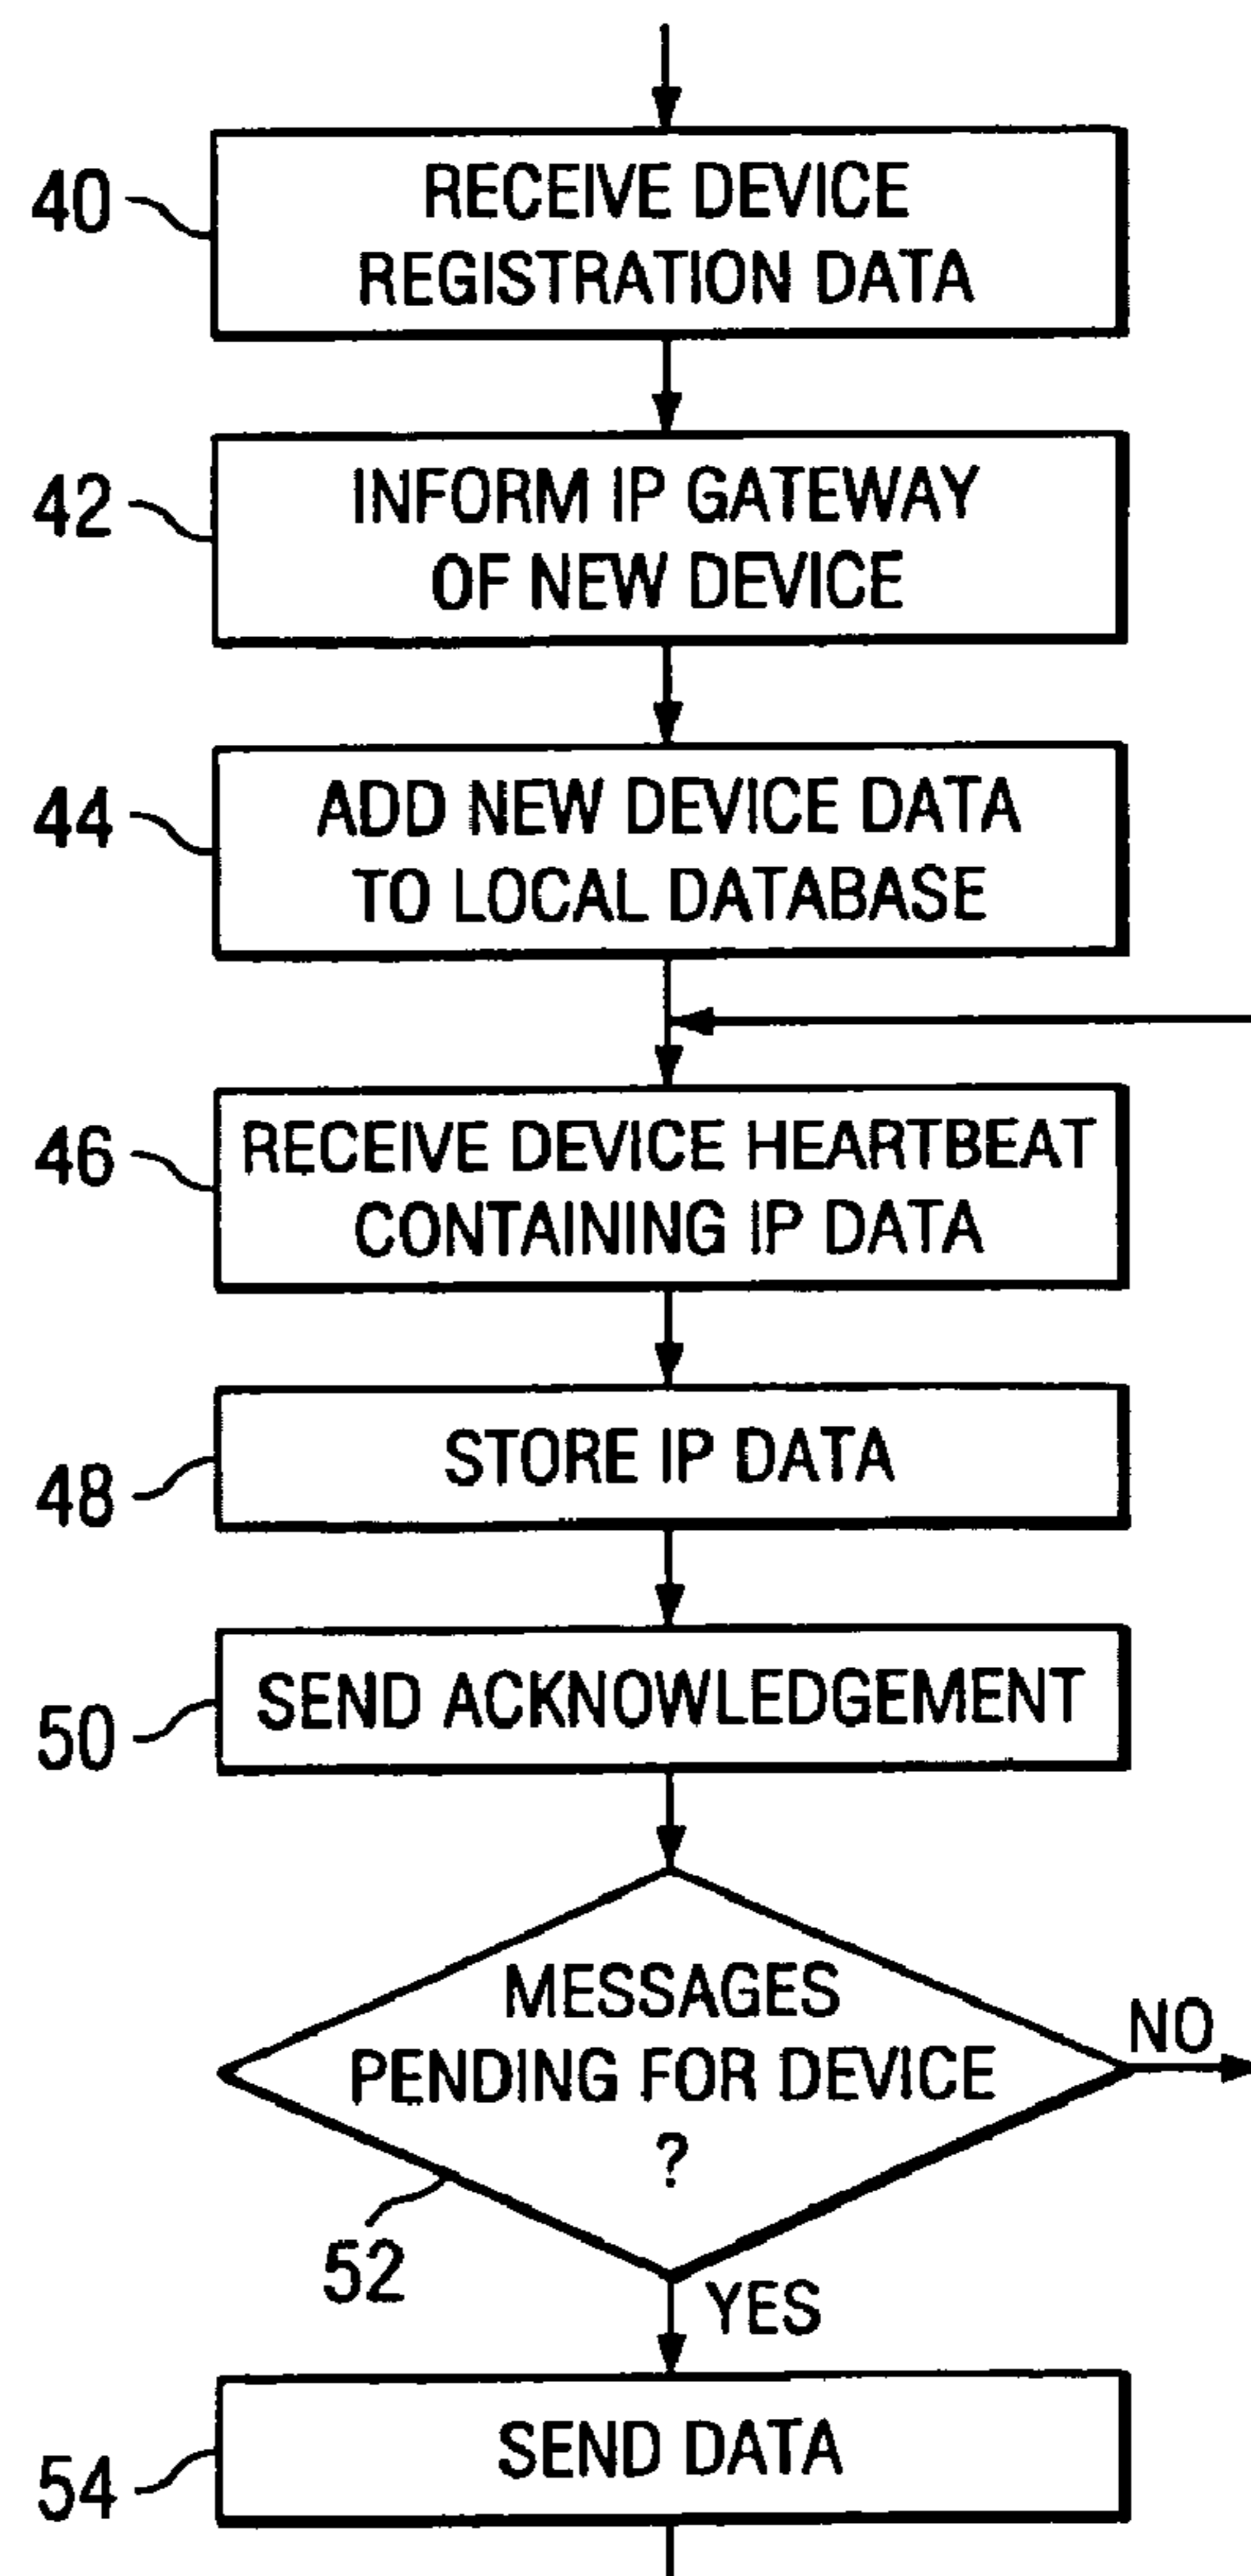 40
RECEIVE DEVICE
REGISTRATION DATA
42
INFORM IP GATEWAY
OF NEW DEVICE
44
ADD NEW DEVICE DATA
TO LOCAL DATABASE
46
RECEIVE DEVICE HEARTBEAT
CONTAINING IP DATA
48
STORE IP DATA
50
SEND ACKNOWLEDGEMENT
MESSAGES
PENDING FOR DEVICE
?
NO
52
YES
54
SEND DATA